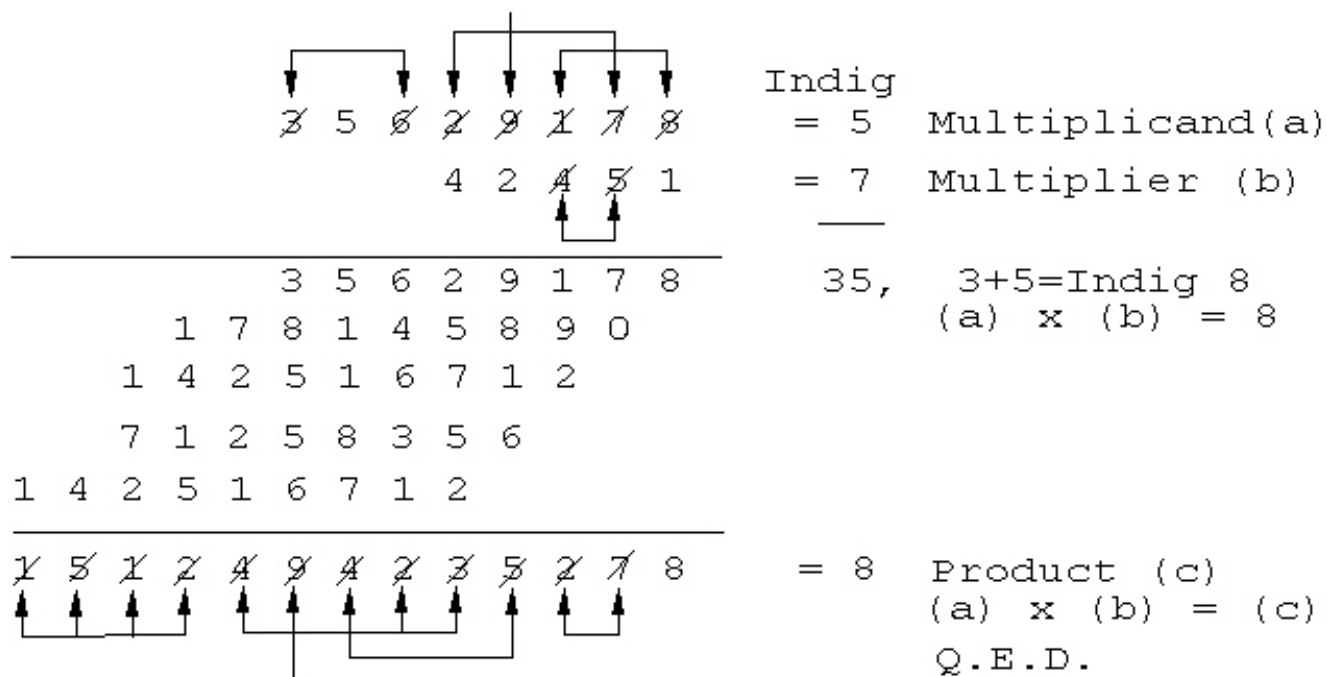 Indig
3 5 6 2 9 1 7 8 = 5 Multiplicand(a)
4 2 4 5 1 = 7 Multiplier (b)
3 5 6 2 9 1 7 8 35, 3+5=Indig 8
(a) x (b) = 8
1 7 8 1 4 5 8 9 0
1 4 2 5 1 6 7 1 2
7 1 2 5 8 3 5 6
1 4 2 5 1 6 7 1 2
1 5 1 2 4 9 4 2 3 5 2 7 8 = 8 Product (c)
(a) x (b) = (c)
Q.E.D.